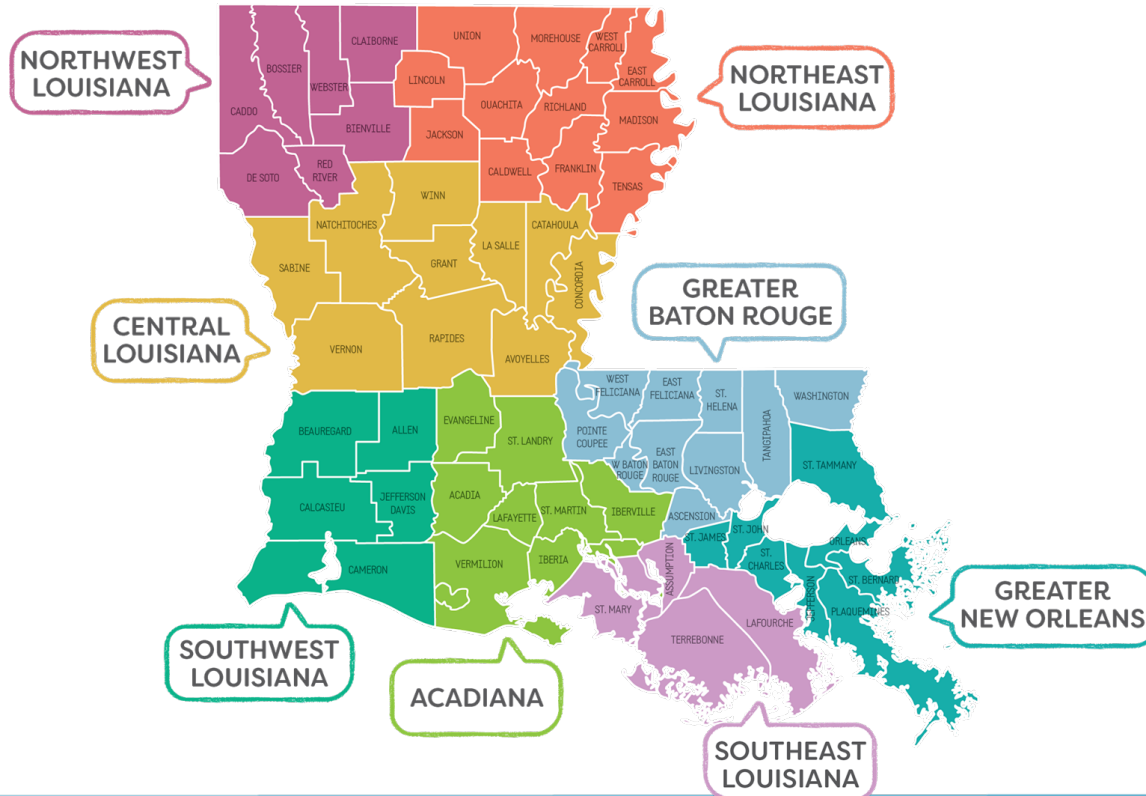 NORTHWEST
LOUISIANA
CLAIBORNE
UNION
MOREHOUSE
WEST
CARROLL
EAST
CARROLL
BOSSIER
WEBSTER
LINCOLN
CADDO
BIENVILLE
JACKSON
OUACHITA
RICHLAND
MADISON
NORTHEAST
LOUISIANA
DE SOTO
RED
RIVER
CALDWELL
FRANKLIN
TENSAS
WINN
NATCHITOCHES
SABINE
GRANT
LA SALLE
CATAHOULA
CONCORDIA
CENTRAL
LOUISIANA
VERNON
RAPIDES
AVOYELLES
GREATER
BATON ROUGE
WEST
FELICIANA
EAST
FELICIANA
ST.
HELENA
TANGIPAHOA
WASHINGTON
BEAUREGARD
ALLEN
EVANGELINE
ST. LANDRY
POINTE
COUPEE
W BATON
ROUGE
EAST
BATON
ROUGE
LIVINGSTON
ST. TAMMANY
CALCASIEU
JEFFERSON
DAVIS
ACADIA
LAFAYETTE
ST. MARTIN
IBERVILLE
ASCENSION
ST. JAMES
ST. JOHN
ST.
CHARLES
ORLEANS
CAMERON
VERMILION
IBERIA
ASSUMPTION
ST. MARY
TERREBONNE
LAFOURCHE
JEFFERSON
ST. BERNARD
PLAQUEMINES
GREATER
NEW ORLEANS
SOUTHWEST
LOUISIANA
ACADIANA
SOUTHEAST
LOUISIANA